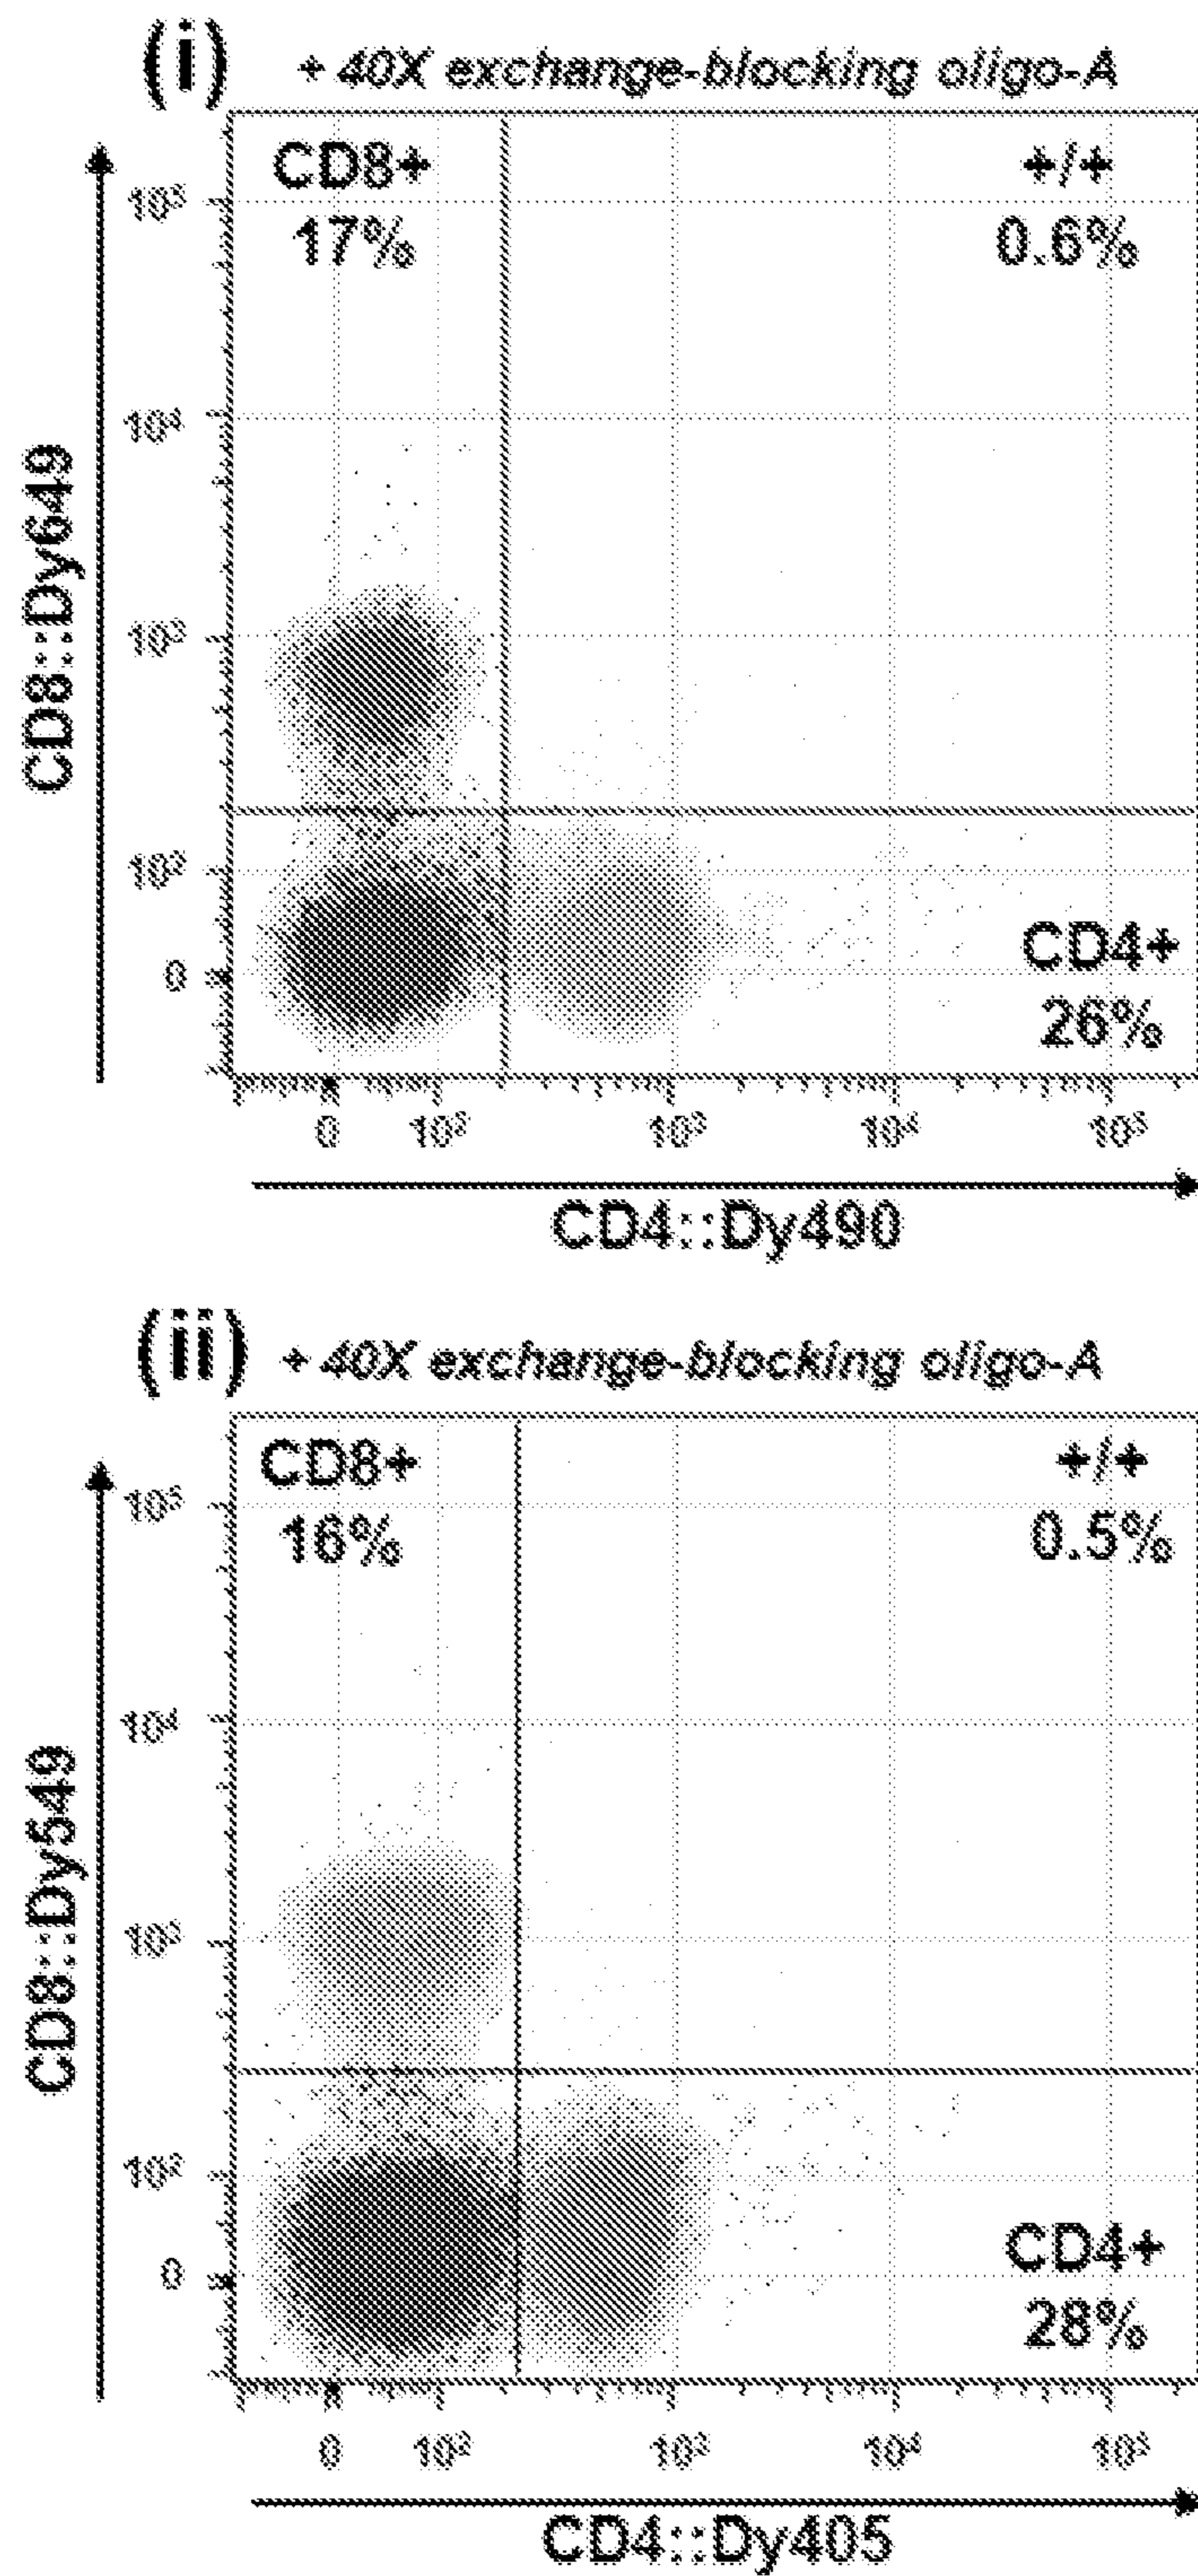 (i) + 40X exchange-blocking oligo-A
CD8+
17%
+/+
0.6%
10⁵
10⁴
10³
10²
0
CD8::Dy649
CD4+
26%
0 10² 10³ 10⁴ 10⁵
CD4::Dy490
(ii) + 40X exchange-blocking oligo-A
CD8+
16%
+/+
0.5%
10⁵
10⁴
10³
10²
0
CD8::Dy549
CD4+
28%
0 10² 10³ 10⁴ 10⁵
CD4::Dy405